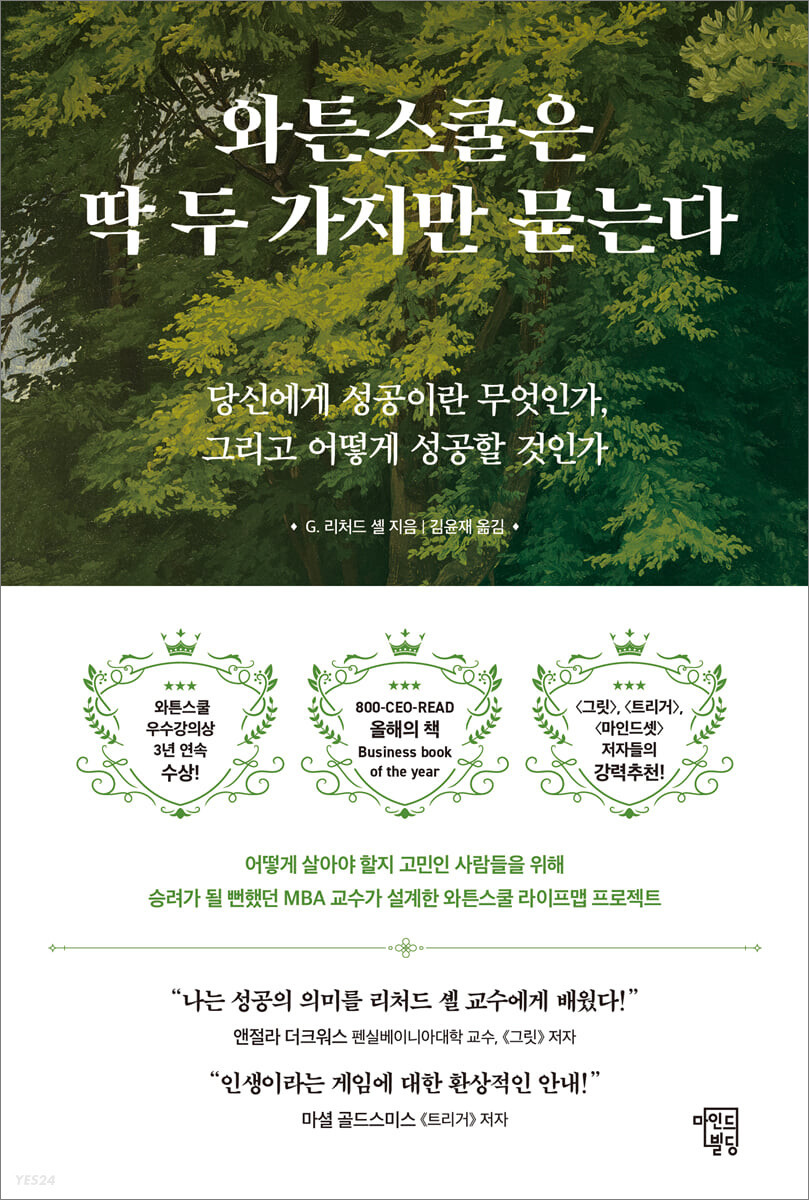 와튼스쿨은
딱 두 가지만 묻는다
당신에게 성공이란 무엇인가,
그리고 어떻게 성공할 것인가
G. 리처드 셸 지음 | 김윤재 옮김
★★★
와튼스쿨
우수강의상
3년 연속
수상!
★★★
800-CEO-READ
올해의 책
Business book
of the year
★★★
〈그릿〉, 〈트리거〉,
〈마인드셋〉
저자들의
강력추천!
어떻게 살아야 할지 고민인 사람들을 위해
승려가 될 뻔했던 MBA 교수가 설계한 와튼스쿨 라이프맵 프로젝트
“나는 성공의 의미를 리처드 셸 교수에게 배웠다!”
앤절라 더크워스 펜실베이니아대학 교수, 《그릿》 저자
“인생이라는 게임에 대한 환상적인 안내!”
마셜 골드스미스 《트리거》 저자
마인드
빌딩
YES24